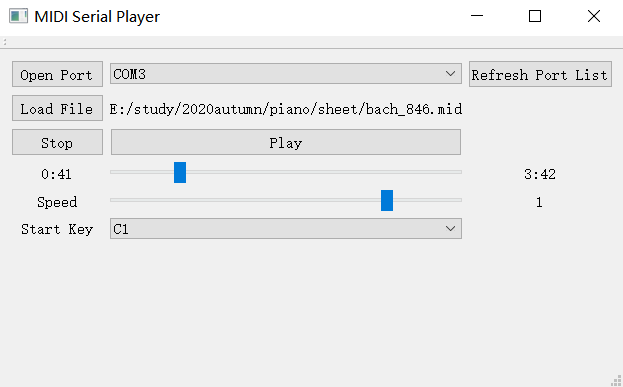 MIDI Serial Player
Open Port COM3 Refresh Port List
Load File E:/study/2020autumn/piano/sheet/bach_846.mid
Stop Play
0:41 3:42
Speed 1
Start Key C1